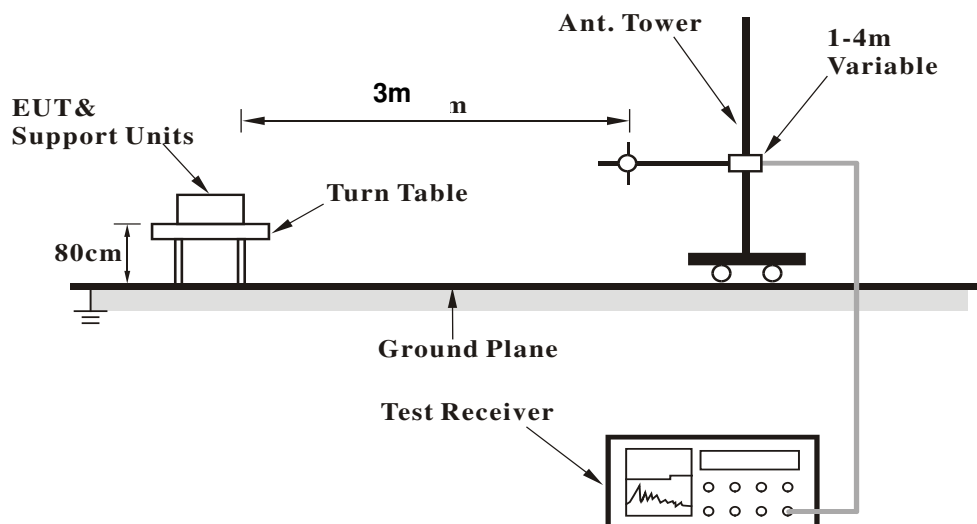 Ant. Tower
1-4m
Variable
3m
EUT&
Support Units
Turn Table
80cm
Ground Plane
Test Receiver